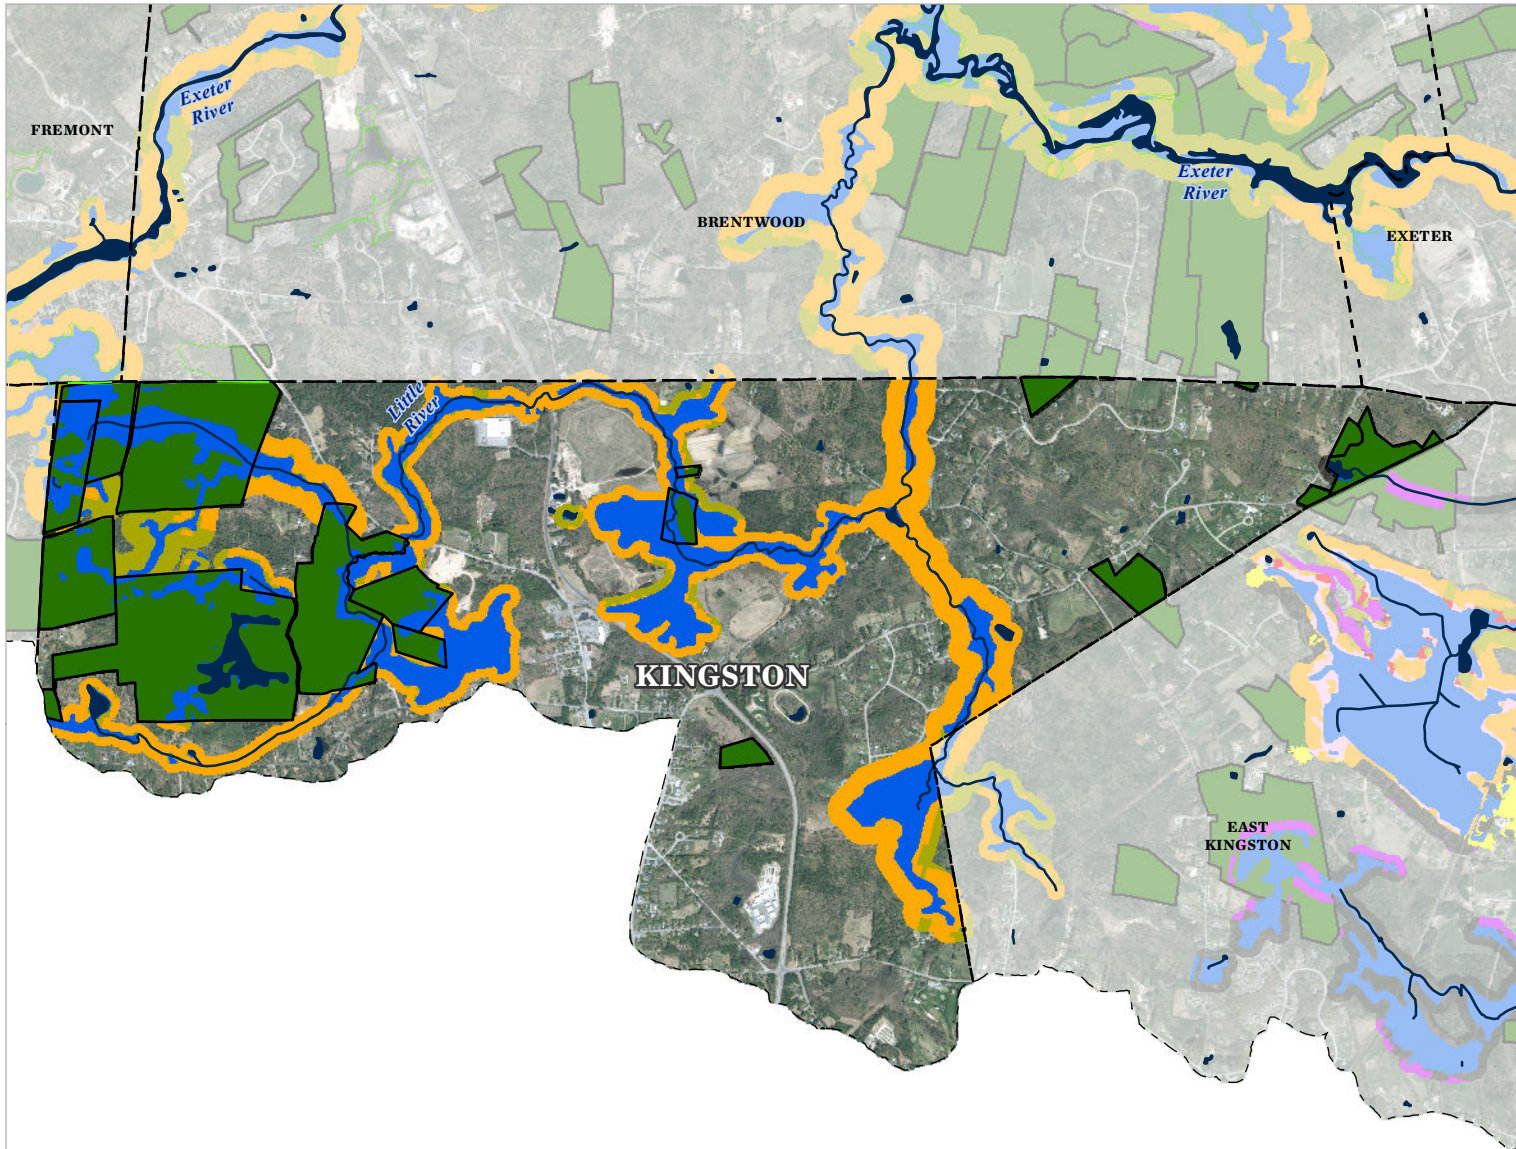 Exeter
River
FREMONT
BRENTWOOD
Exeter
River
EXETER
Little
River
KINGSTON
EAST
KINGSTON